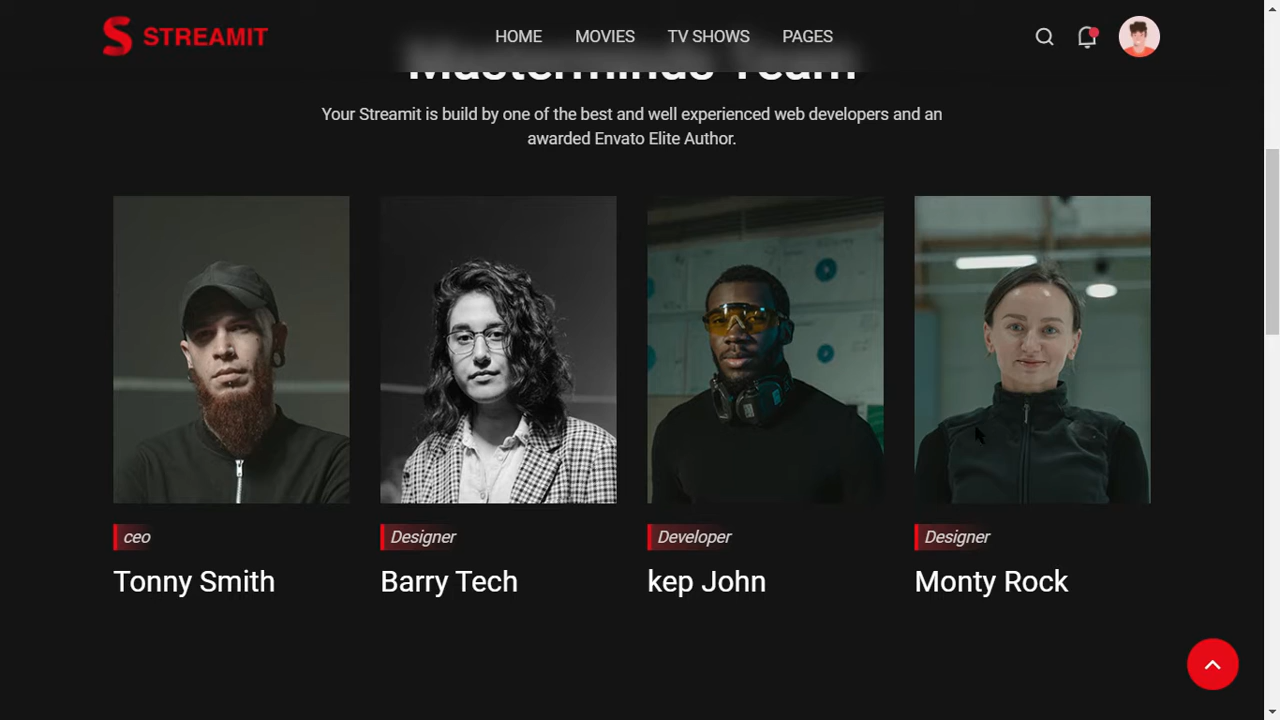 STREAMIT
HOME MOVIES TV SHOWS PAGES
Masterminds Team
Your Streamit is build by one of the best and well experienced web developers and an
awarded Envato Elite Author.
ceo Designer Developer Designer
Tonny Smith Barry Tech kep John Monty Rock